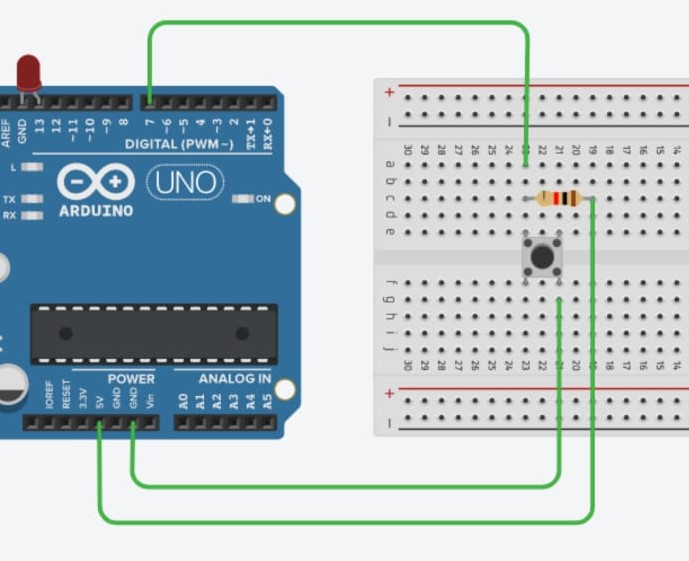 AREF
GND
13
12
~11
~10
~9
8
7
~6
~5
4
~3
2
TX→1
RX←0
DIGITAL (PWM ~)
L
TX
RX
UNO
ON
ARDUINO
IOREF
RESET
3.3V
5V
GND
GND
Vin
POWER
A0
A1
A2
A3
A4
A5
ANALOG IN
+
−
30 29 28 27 26 25 24 22 21 20 19 18 17 16 15 14
a
b
c
d
e
f
g
h
i
j
30 29 28 27 26 25 24 23 22 21 20 19 18 17 16 15 14
+
−